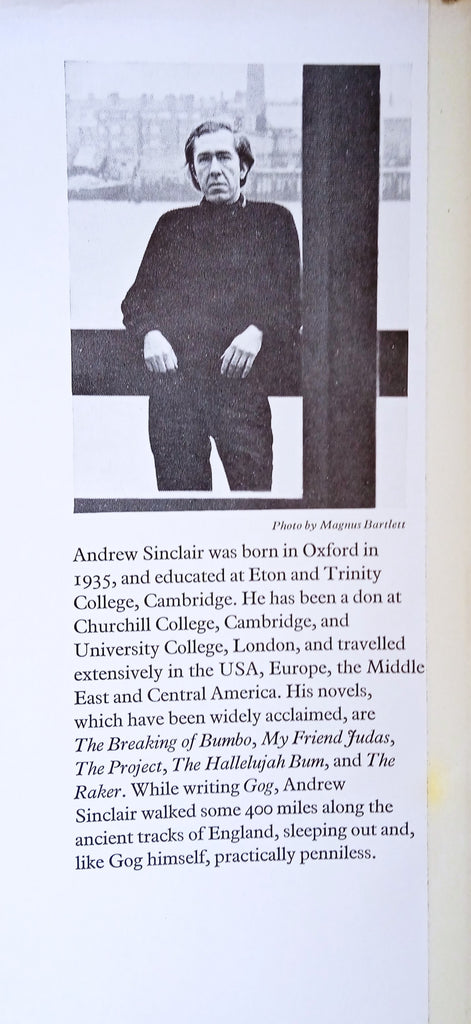 Photo by Magnus Bartlett
Andrew Sinclair was born in Oxford in
1935, and educated at Eton and Trinity
College, Cambridge. He has been a don at
Churchill College, Cambridge, and
University College, London, and travelled
extensively in the USA, Europe, the Middle
East and Central America. His novels,
which have been widely acclaimed, are
The Breaking of Bumbo, My Friend Judas,
The Project, The Hallelujah Bum, and The
Raker. While writing Gog, Andrew
Sinclair walked some 400 miles along the
ancient tracks of England, sleeping out and,
like Gog himself, practically penniless.